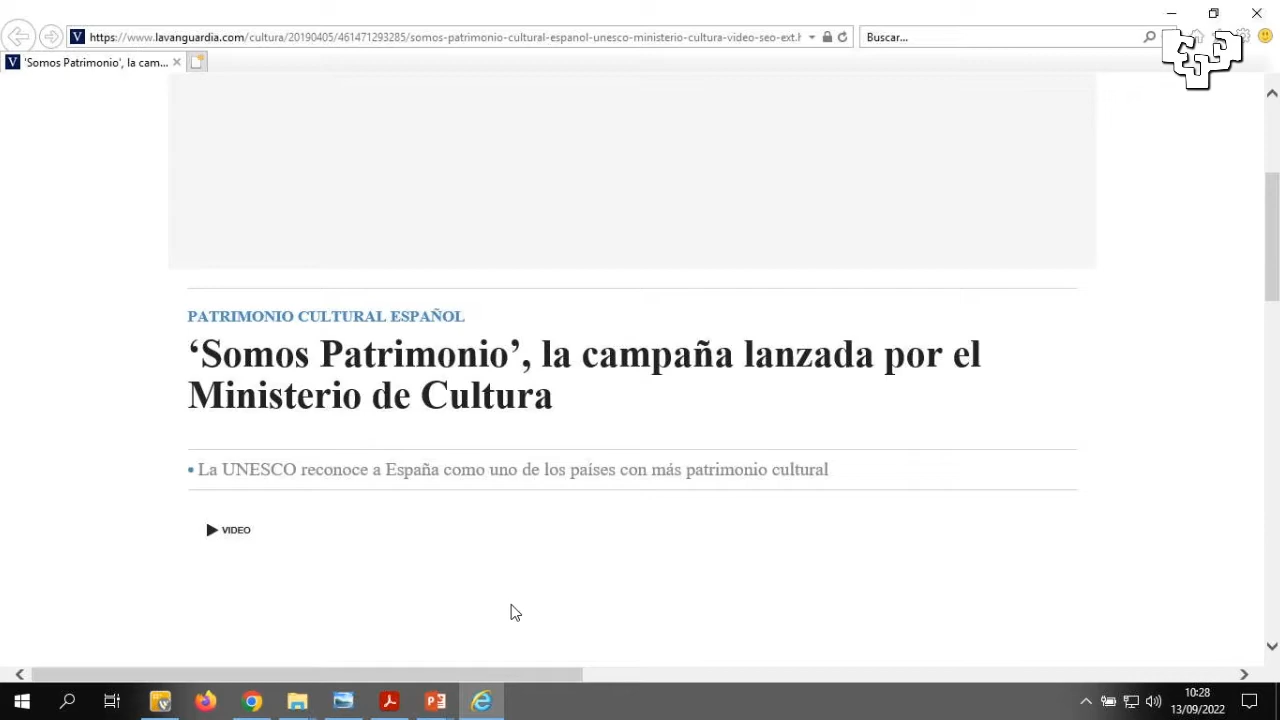 https://www.lavanguardia.com/cultura/20190405/461471293285/somos-patrimonio-cultural-espanol-unesco-ministerio-cultura-video-seo-ext.h
Buscar...
'Somos Patrimonio', la cam...
PATRIMONIO CULTURAL ESPAÑOL
‘Somos Patrimonio’, la campaña lanzada por el
Ministerio de Cultura
La UNESCO reconoce a España como uno de los países con más patrimonio cultural
VIDEO
10:28
13/09/2022